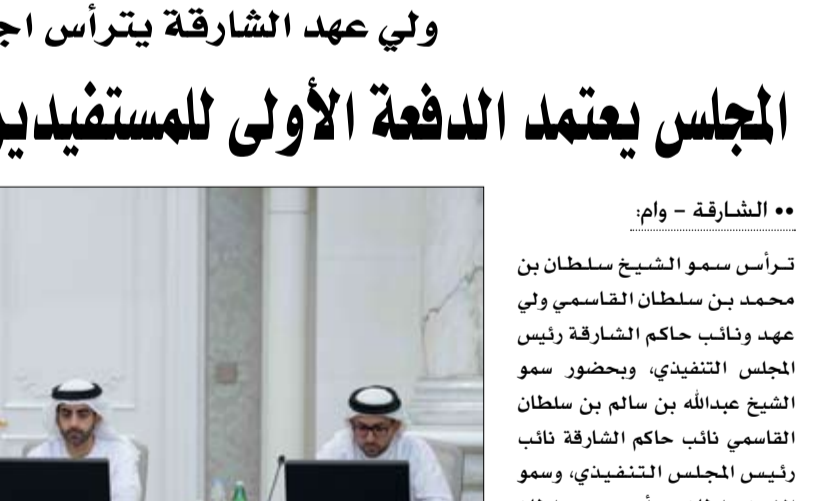 ولي عهد الشارقة يترأس
المجلس يعتمد الدفعة الأولى للمستفيدين
•• الشارقة – وام:
ترأس سمو الشيخ سلطان بن
محمد بن سلطان القاسمي ولي
عهد ونائب حاكم الشارقة رئيس
المجلس التنفيذي، وبحضور سمو
الشيخ عبدالله بن سالم بن سلطان
القاسمي نائب حاكم الشارقة نائب
رئيس المجلس التنفيذي، وسمو